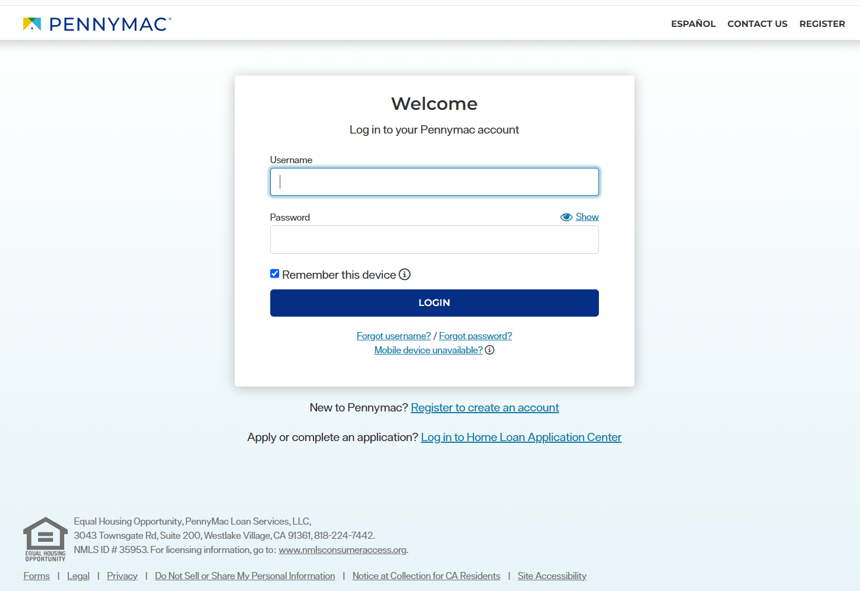 PENNYMAC
ESPAÑOL CONTACT US REGISTER
Welcome
Log in to your Pennymac account
Username
Password Show
Remember this device
LOGIN
Forgot username? / Forgot password?
Mobile device unavailable?
New to Pennymac? Register to create an account
Apply or complete an application? Log in to Home Loan Application Center
Equal Housing Opportunity, PennyMac Loan Services, LLC,
3043 Townsgate Rd, Suite 200, Westlake Village, CA 91361, 818-224-7442.
NMLS ID # 35953. For licensing information, go to: www.nmlsconsumeraccess.org.
EQUAL HOUSING
OPPORTUNITY
Forms | Legal | Privacy | Do Not Sell or Share My Personal Information | Notice at Collection for CA Residents | Site Accessibility